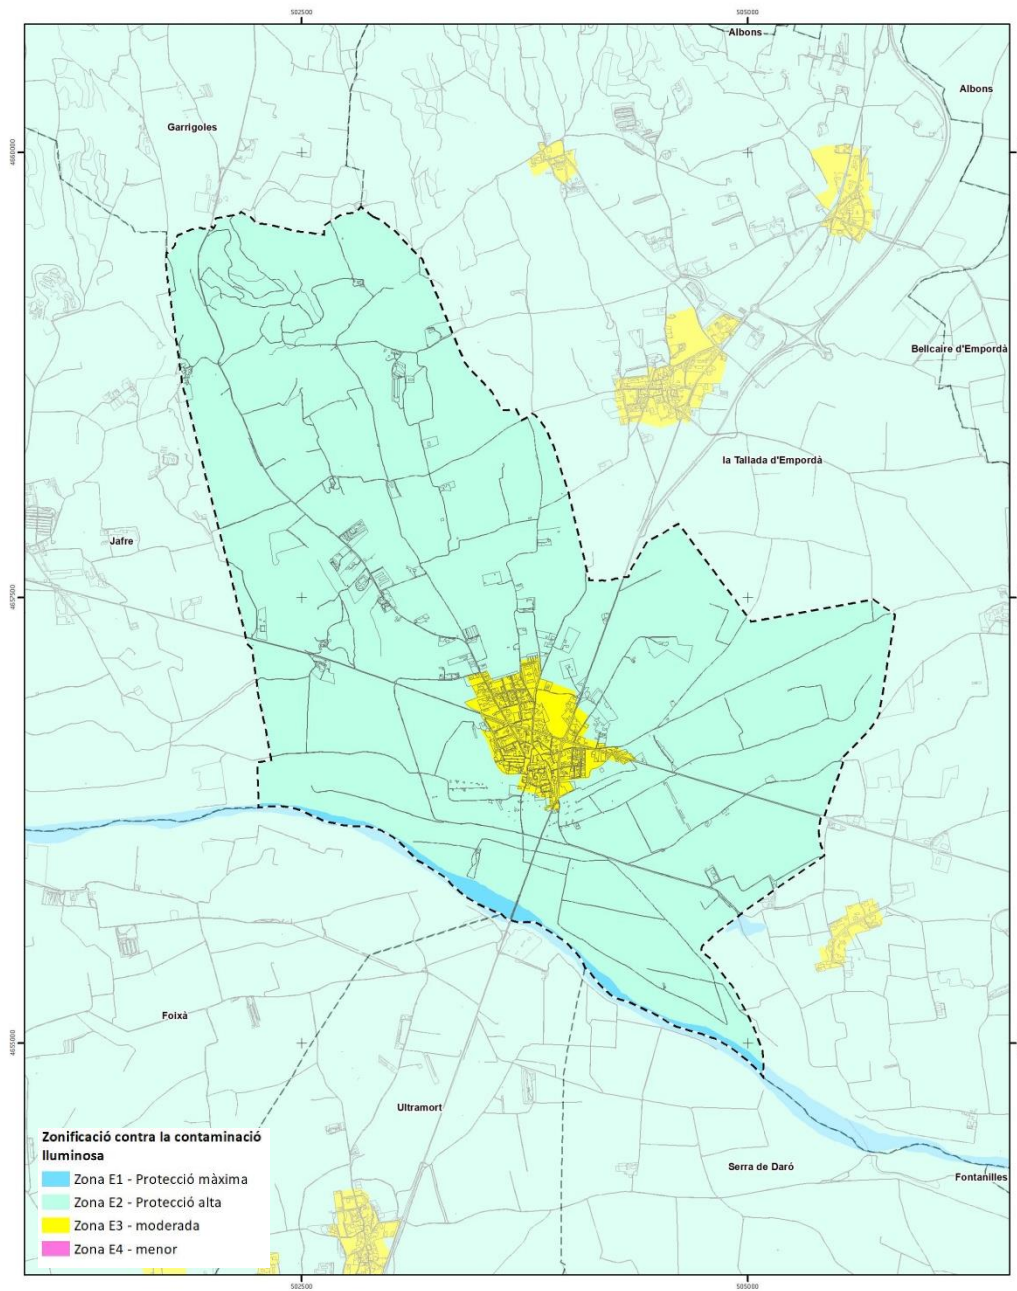 502500
505000
Albons
Albons
Garrigoles
4660000
Bellcaire d'Empordà
la Tallada d'Empordà
Jafre
4657500
Foixà
4655000
Ultramort
Serra de Daró
Fontanilles
Zonificació contra la contaminació
lluminosa
Zona E1 - Protecció màxima
Zona E2 - Protecció alta
Zona E3 - moderada
Zona E4 - menor
502500
505000